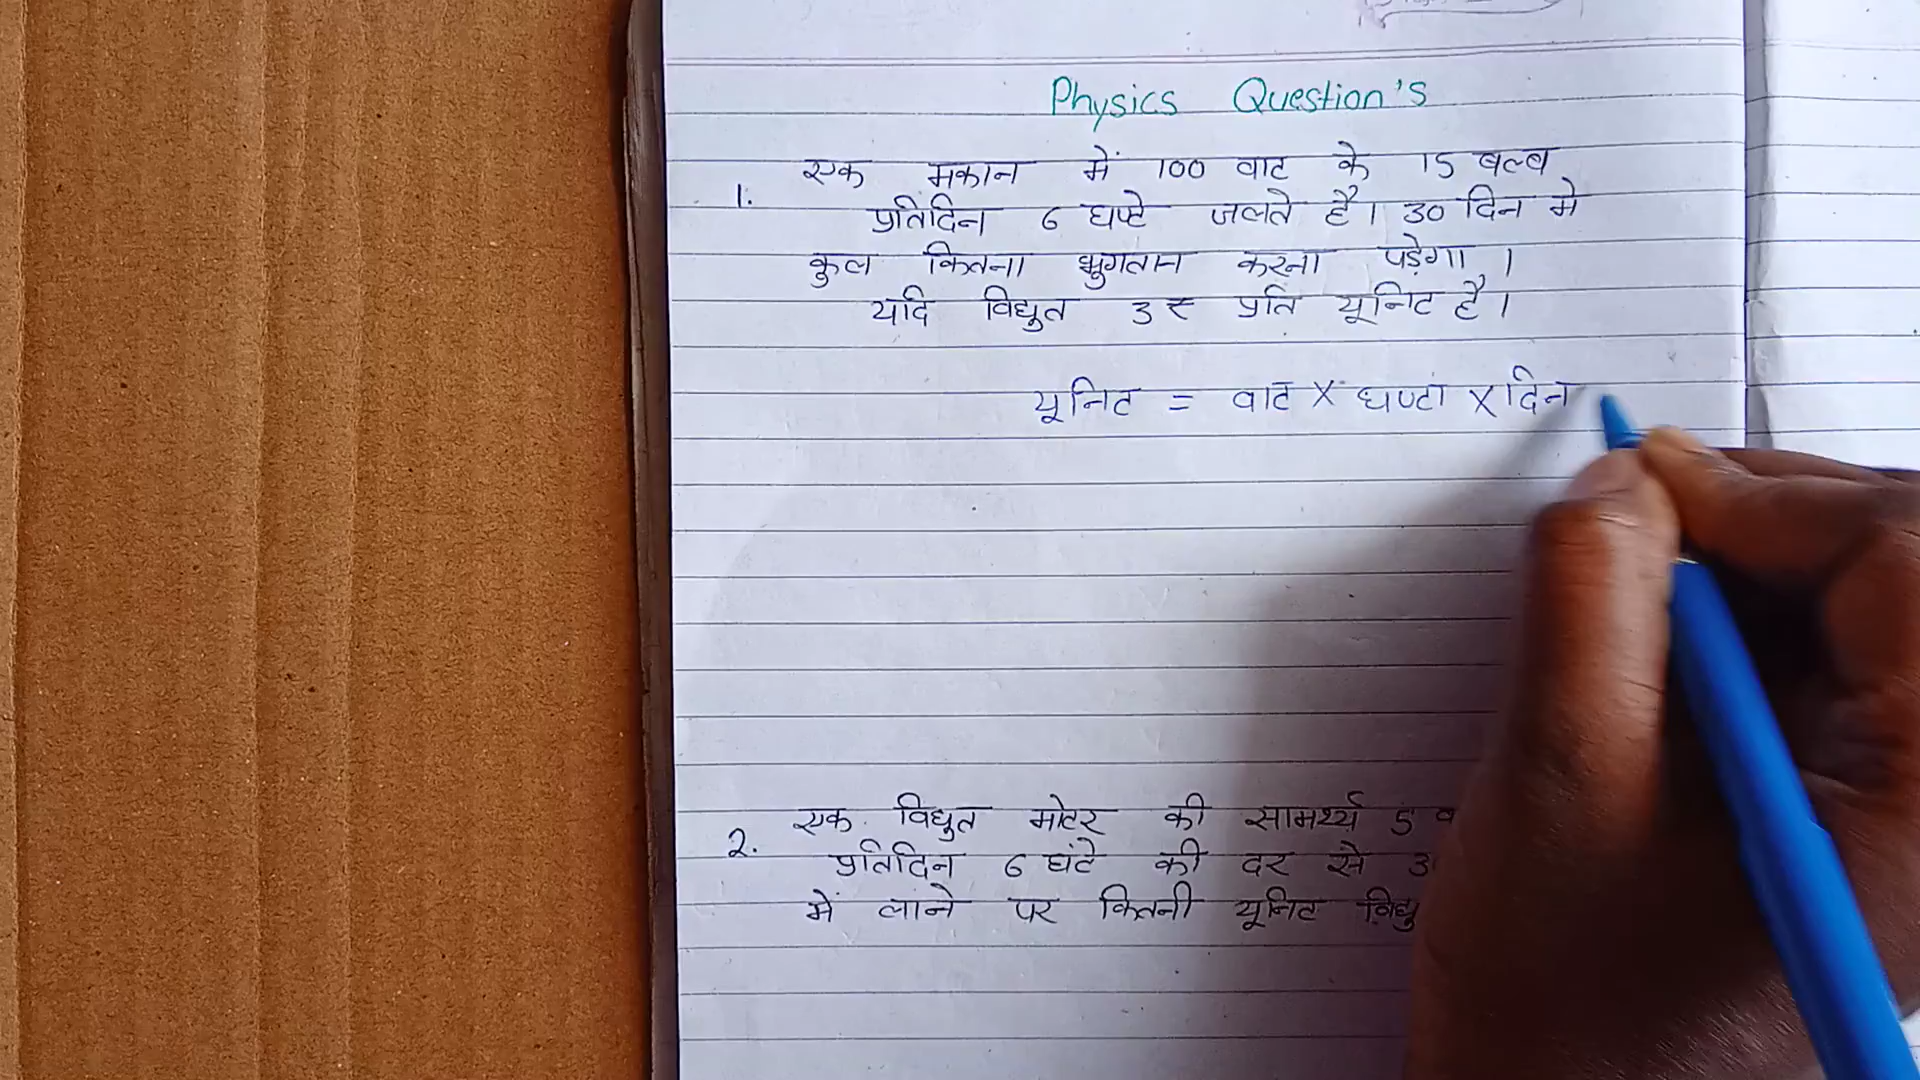 Physics Question's
1. एक मकान में 100 वाट के 15 बल्ब
प्रतिदिन 6 घण्टे जलते है। 30 दिन मे
कुल कितना भुगतान करना पड़ेगा ।
यदि विधुत 3₹ प्रति यूनिट है।
यूनिट = वाट × घण्टा × दिन
2. एक विधुत मोटर की सामर्थ्य 5
प्रतिदिन 6 घंटे की दर से
में लाने पर कितनी यूनिट